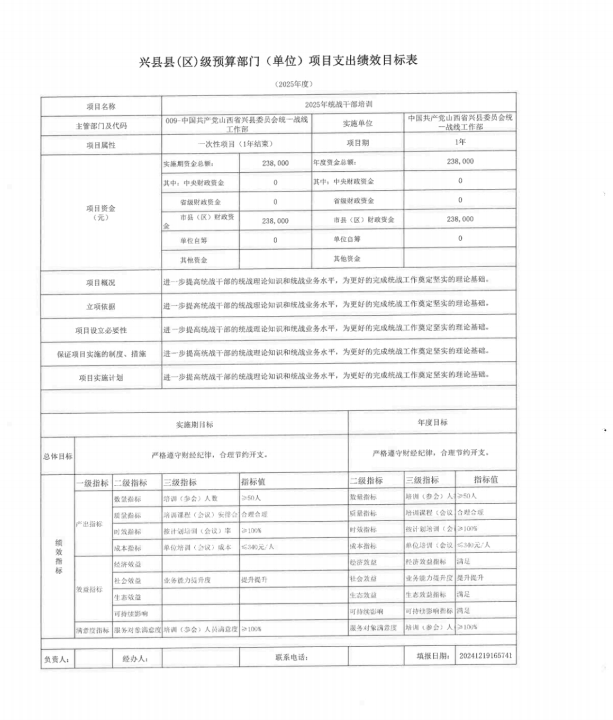 兴县县(区)级预算部门（单位）项目支出绩效目标表
（2025年度）
项目名称 2025年统战干部培训
主管部门及代码 009-中国共产党山西省兴县委员会统一战线工作部 实施单位 中国共产党山西省兴县委员会统一战线工作部
项目属性 一次性项目（1年结束） 项目期 1年
项目资金（元） 实施期资金总额： 238,000 年度资金总额： 238,000
其中：中央财政资金 0 其中：中央财政资金 0
省级财政资金 0 省级财政资金 0
市县（区）财政资金 238,000 市县（区）财政资金 238,000
单位自筹 0 单位自筹 0
其他资金 其他资金
项目概况 进一步提高统战干部的统战理论知识和统战业务水平，为更好的完成统战工作奠定坚实的理论基础。
立项依据 进一步提高统战干部的统战理论知识和统战业务水平，为更好的完成统战工作奠定坚实的理论基础。
项目设立必要性 进一步提高统战干部的统战理论知识和统战业务水平，为更好的完成统战工作奠定坚实的理论基础。
保证项目实施的制度、措施 进一步提高统战干部的统战理论知识和统战业务水平，为更好的完成统战工作奠定坚实的理论基础。
项目实施计划 进一步提高统战干部的统战理论知识和统战业务水平，为更好的完成统战工作奠定坚实的理论基础。
实施期目标 年度目标
总体目标 严格遵守财经纪律，合理节约开支。 严格遵守财经纪律，合理节约开支。
绩效指标 一级指标 二级指标 三级指标 指标值 二级指标 三级指标 指标值
产出指标 数量指标 培训（参会）人数 ≥50人 数量指标 培训（参会）人 ≥50人
质量指标 培训课程（会议）安排合 合理合适 质量指标 培训课程（会议 合理合适
时效指标 按计划培训（会议）率 ≥100% 时效指标 按计划培训（会 ≥100%
成本指标 单位培训（会议）成本 ≤340元/人 成本指标 单位培训（会议 ≤340元/人
效益指标 经济效益 经济效益 经济效益指标 满足
社会效益 业务能力提升度 提升提升 社会效益 业务能力提升度 提升提升
生态效益 生态效益 生态效益指标 满足
可持续影响 可持续影响 可持续影响指标 满足
满意度指标 服务对象满意度 培训（参会）人员满意度 ≥100% 服务对象满意度 培训（参会）人 ≥100%
负责人： 经办人： 联系电话： 填报日期： 20241219165741